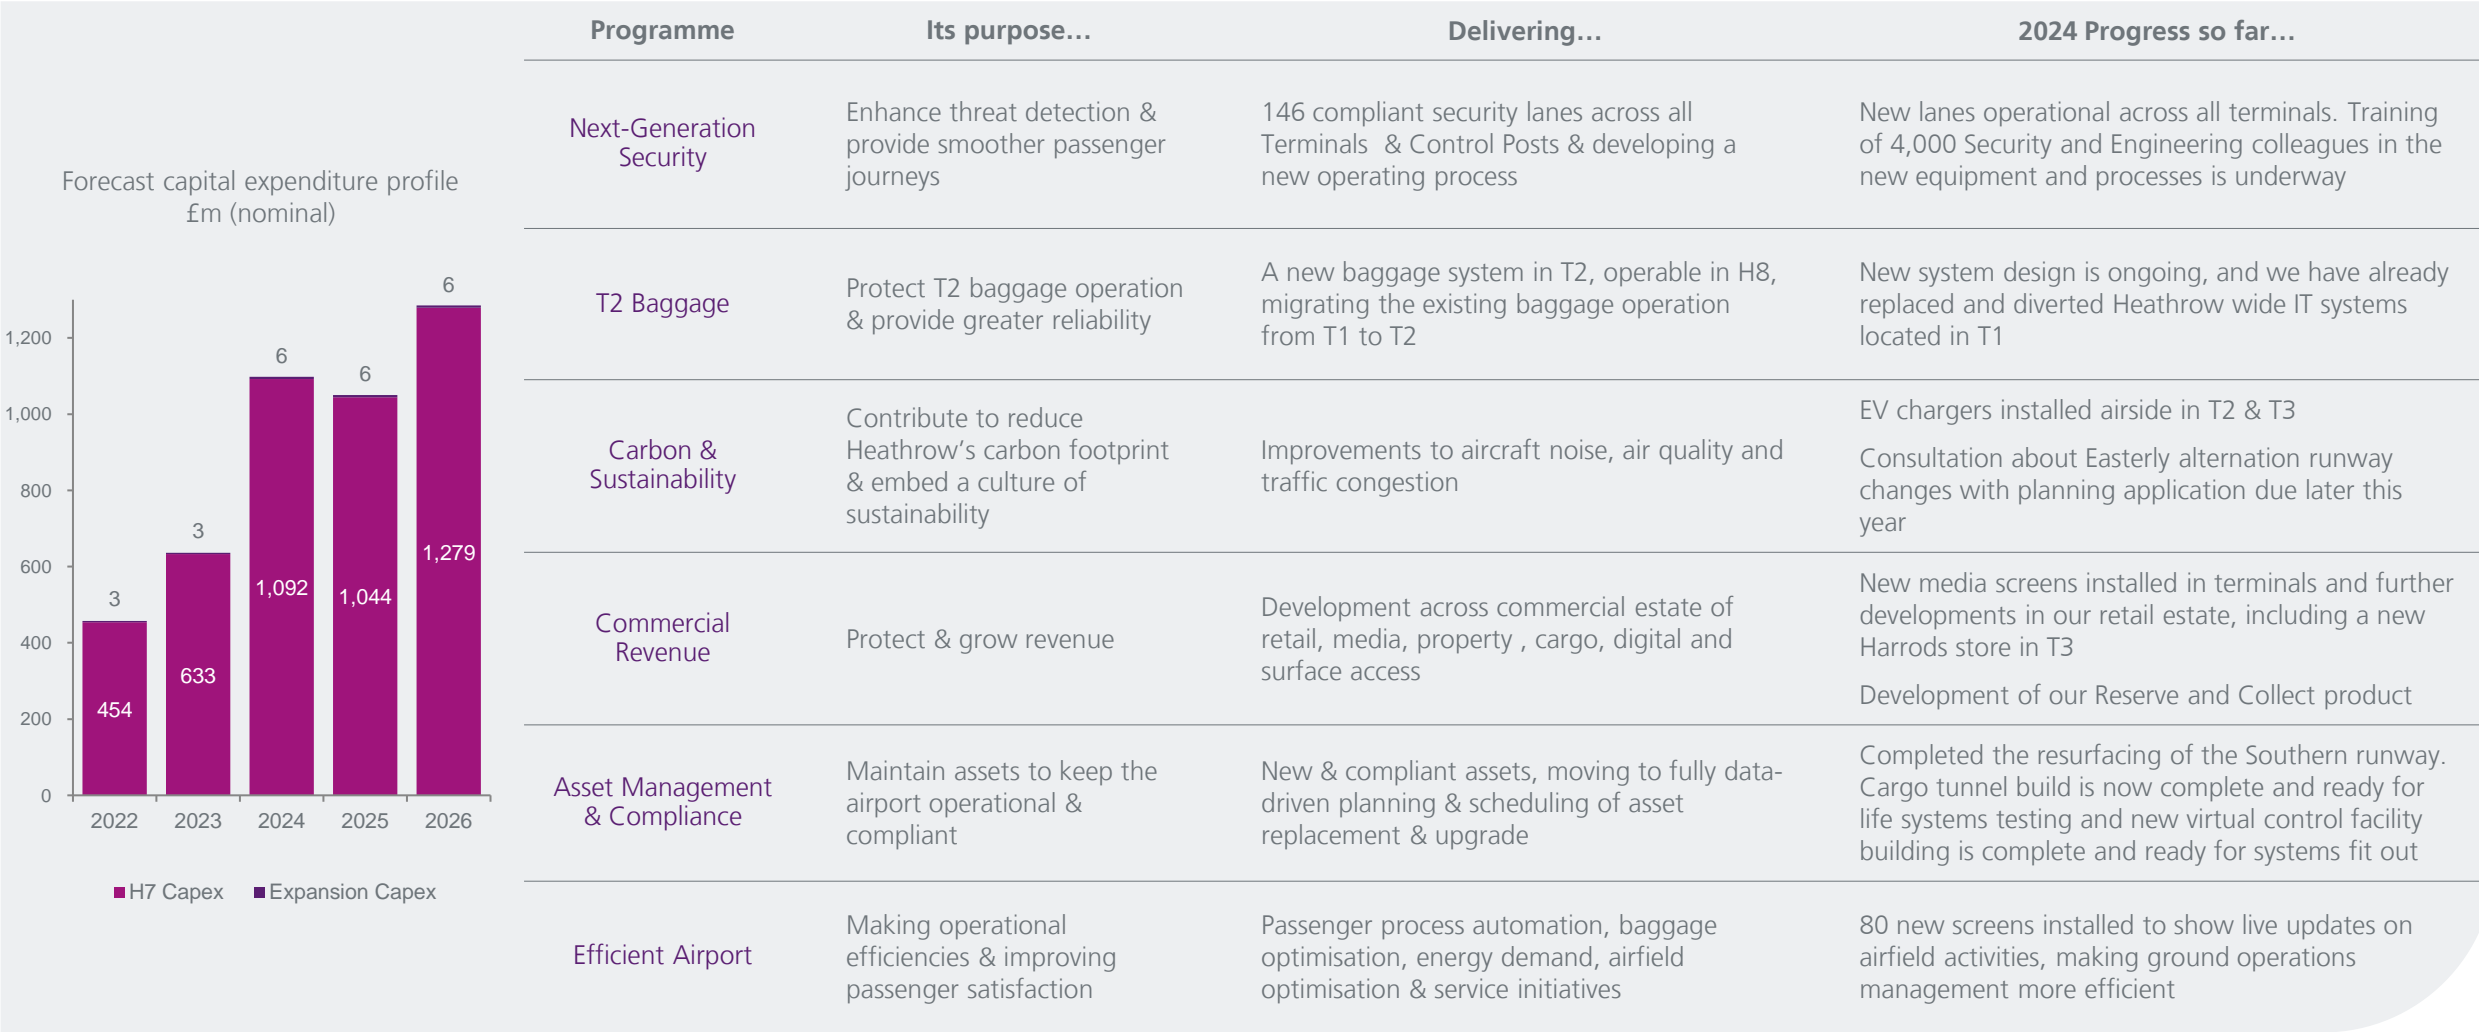 Forecast capital expenditure profile
£m (nominal)
1,200
1,000
800
600
400
200
0
3
3
6
6
6
454
633
1,092
1,044
1,279
2022 2023 2024 2025 2026
H7 Capex Expansion Capex
Programme Its purpose… Delivering… 2024 Progress so far…
Next-Generation
Security
Enhance threat detection &
provide smoother passenger
journeys
146 compliant security lanes across all
Terminals & Control Posts & developing a
new operating process
New lanes operational across all terminals. Training
of 4,000 Security and Engineering colleagues in the
new equipment and processes is underway
T2 Baggage
Protect T2 baggage operation
& provide greater reliability
A new baggage system in T2, operable in H8,
migrating the existing baggage operation
from T1 to T2
New system design is ongoing, and we have already
replaced and diverted Heathrow wide IT systems
located in T1
Carbon &
Sustainability
Contribute to reduce
Heathrow’s carbon footprint
& embed a culture of
sustainability
Improvements to aircraft noise, air quality and
traffic congestion
EV chargers installed airside in T2 & T3
Consultation about Easterly alternation runway
changes with planning application due later this
year
Commercial
Revenue
Protect & grow revenue
Development across commercial estate of
retail, media, property , cargo, digital and
surface access
New media screens installed in terminals and further
developments in our retail estate, including a new
Harrods store in T3
Development of our Reserve and Collect product
Asset Management
& Compliance
Maintain assets to keep the
airport operational &
compliant
New & compliant assets, moving to fully data-
driven planning & scheduling of asset
replacement & upgrade
Completed the resurfacing of the Southern runway.
Cargo tunnel build is now complete and ready for
life systems testing and new virtual control facility
building is complete and ready for systems fit out
Efficient Airport
Making operational
efficiencies & improving
passenger satisfaction
Passenger process automation, baggage
optimisation, energy demand, airfield
optimisation & service initiatives
80 new screens installed to show live updates on
airfield activities, making ground operations
management more efficient